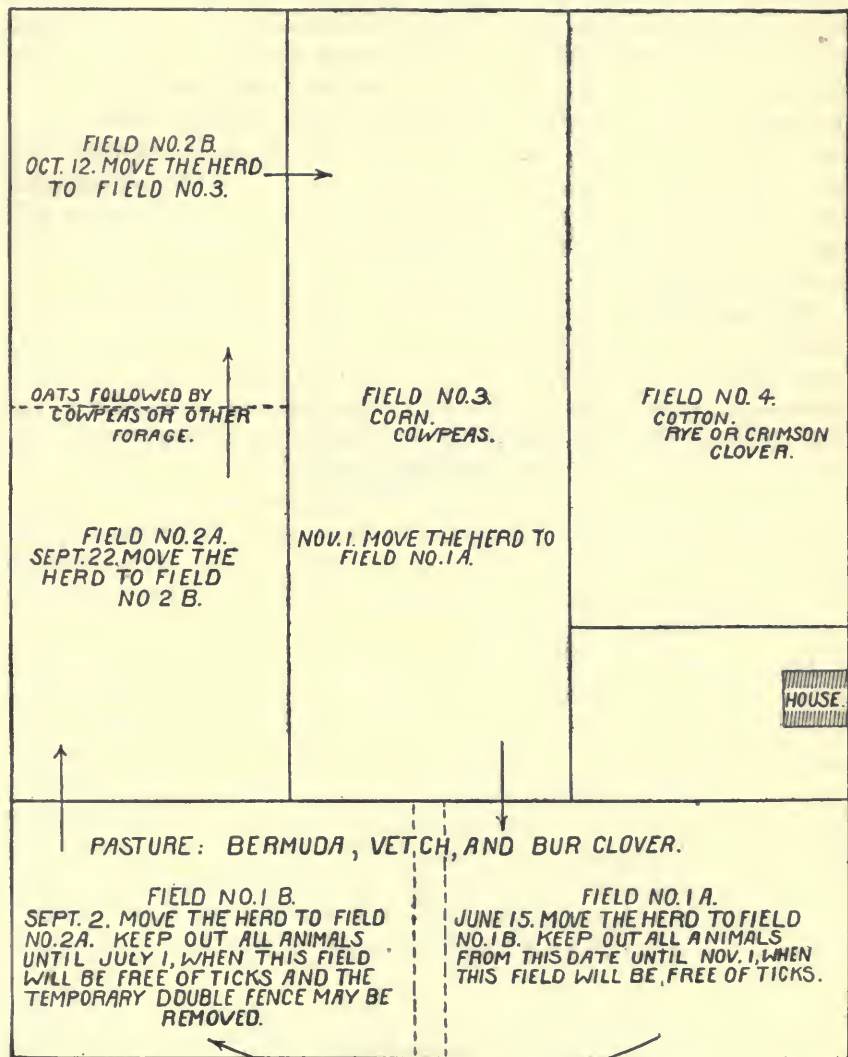 FIELD NO.2 B.
OCT. 12. MOVE THE HERD
TO FIELD NO.3.
OATS FOLLOWED BY
COWPEAS OR OTHER
FORAGE.
FIELD NO.2A.
SEPT.22.MOVE THE
HERD TO FIELD
NO 2 B.
FIELD NO.3.
CORN.
COWPEAS.
NOV.1. MOVE THE HERD TO
FIELD NO.1A.
FIELD NO. 4.
COTTON.
RYE OR CRIMSON
CLOVER.
HOUSE.
PASTURE: BERMUDA, VETCH, AND BUR CLOVER.
FIELD NO.1 B.
SEPT. 2. MOVE THE HERD TO FIELD
NO.2A. KEEP OUT ALL ANIMALS
UNTIL JULY 1, WHEN THIS FIELD
WILL BE FREE OF TICKS AND THE
TEMPORARY DOUBLE FENCE MAY BE
REMOVED.
FIELD NO.1A.
JUNE 15. MOVE THE HERD TO FIELD
NO.1B. KEEP OUT ALL ANIMALS
FROM THIS DATE UNTIL NOV. 1, WHEN
THIS FIELD WILL BE FREE OF TICKS.